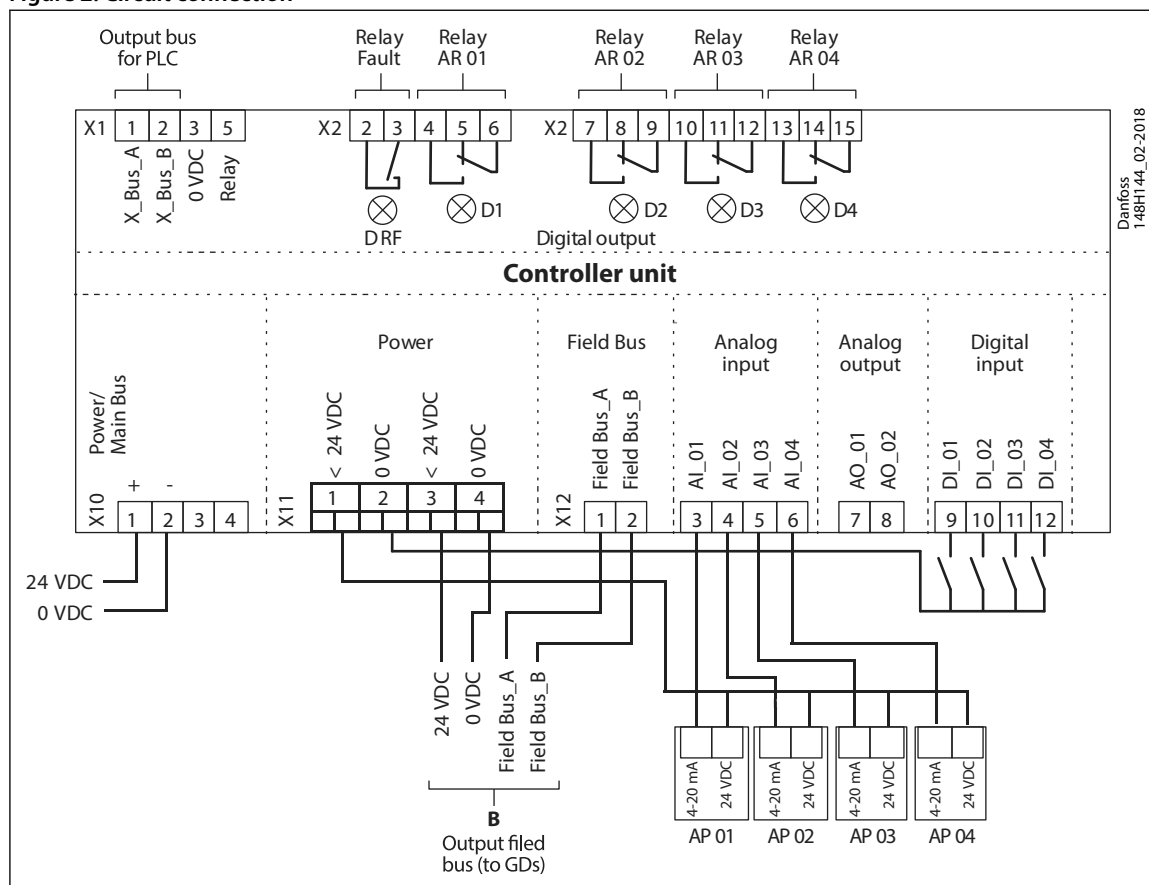 Figure 2: Circuit connection
Output bus
for PLC
Relay
Fault
Relay
AR 01
Relay
AR 02
Relay
AR 03
Relay
AR 04
X1 1 2 3 5
X2 2 3 4 5 6
X2 7 8 9 10 11 12 13 14 15
X_Bus_A
X_Bus_B
0 VDC
Relay
DRF
D1
D2
D3
D4
Digital output
Danfoss
148H144_02-2018
Controller unit
Power/
Main Bus
Power
Field Bus
Analog
input
Analog
output
Digital
input
+ -
< 24 VDC
0 VDC
< 24 VDC
0 VDC
Field Bus_A
Field Bus_B
AI_01
AI_02
AI_03
AI_04
AO_01
AO_02
DI_01
DI_02
DI_03
DI_04
X10 1 2 3 4
X11 1 2 3 4
X12 1 2 3 4 5 6 7 8 9 10 11 12
24 VDC
0 VDC
24 VDC
0 VDC
Field Bus_A
Field Bus_B
B
Output filed
bus (to GDs)
4-20 mA
24 VDC
4-20 mA
24 VDC
4-20 mA
24 VDC
4-20 mA
24 VDC
AP 01
AP 02
AP 03
AP 04